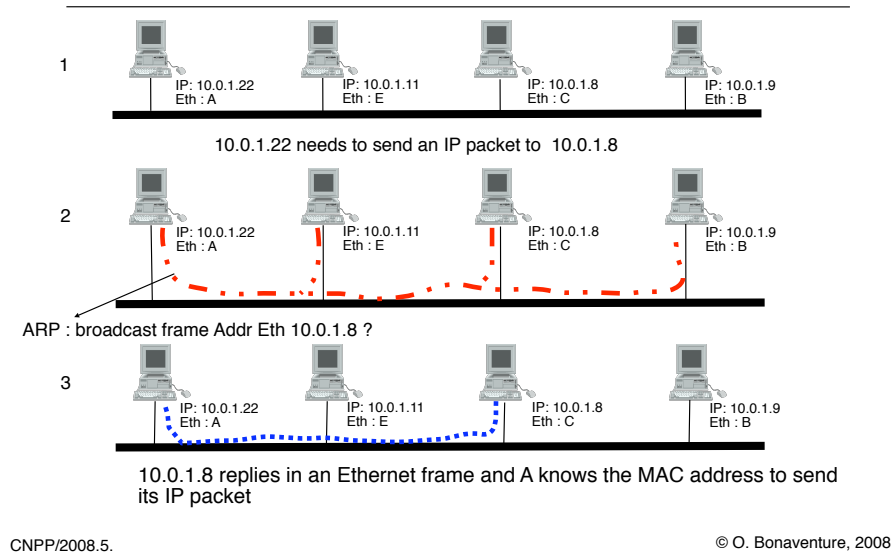 1
IP: 10.0.1.22
Eth : A
IP: 10.0.1.11
Eth : E
IP: 10.0.1.8
Eth : C
IP: 10.0.1.9
Eth : B
10.0.1.22 needs to send an IP packet to 10.0.1.8
2
IP: 10.0.1.22
Eth : A
IP: 10.0.1.11
Eth : E
IP: 10.0.1.8
Eth : C
IP: 10.0.1.9
Eth : B
ARP : broadcast frame Addr Eth 10.0.1.8 ?
3
IP: 10.0.1.22
Eth : A
IP: 10.0.1.11
Eth : E
IP: 10.0.1.8
Eth : C
IP: 10.0.1.9
Eth : B
10.0.1.8 replies in an Ethernet frame and A knows the MAC address to send
its IP packet
CNPP/2008.5.
© O. Bonaventure, 2008